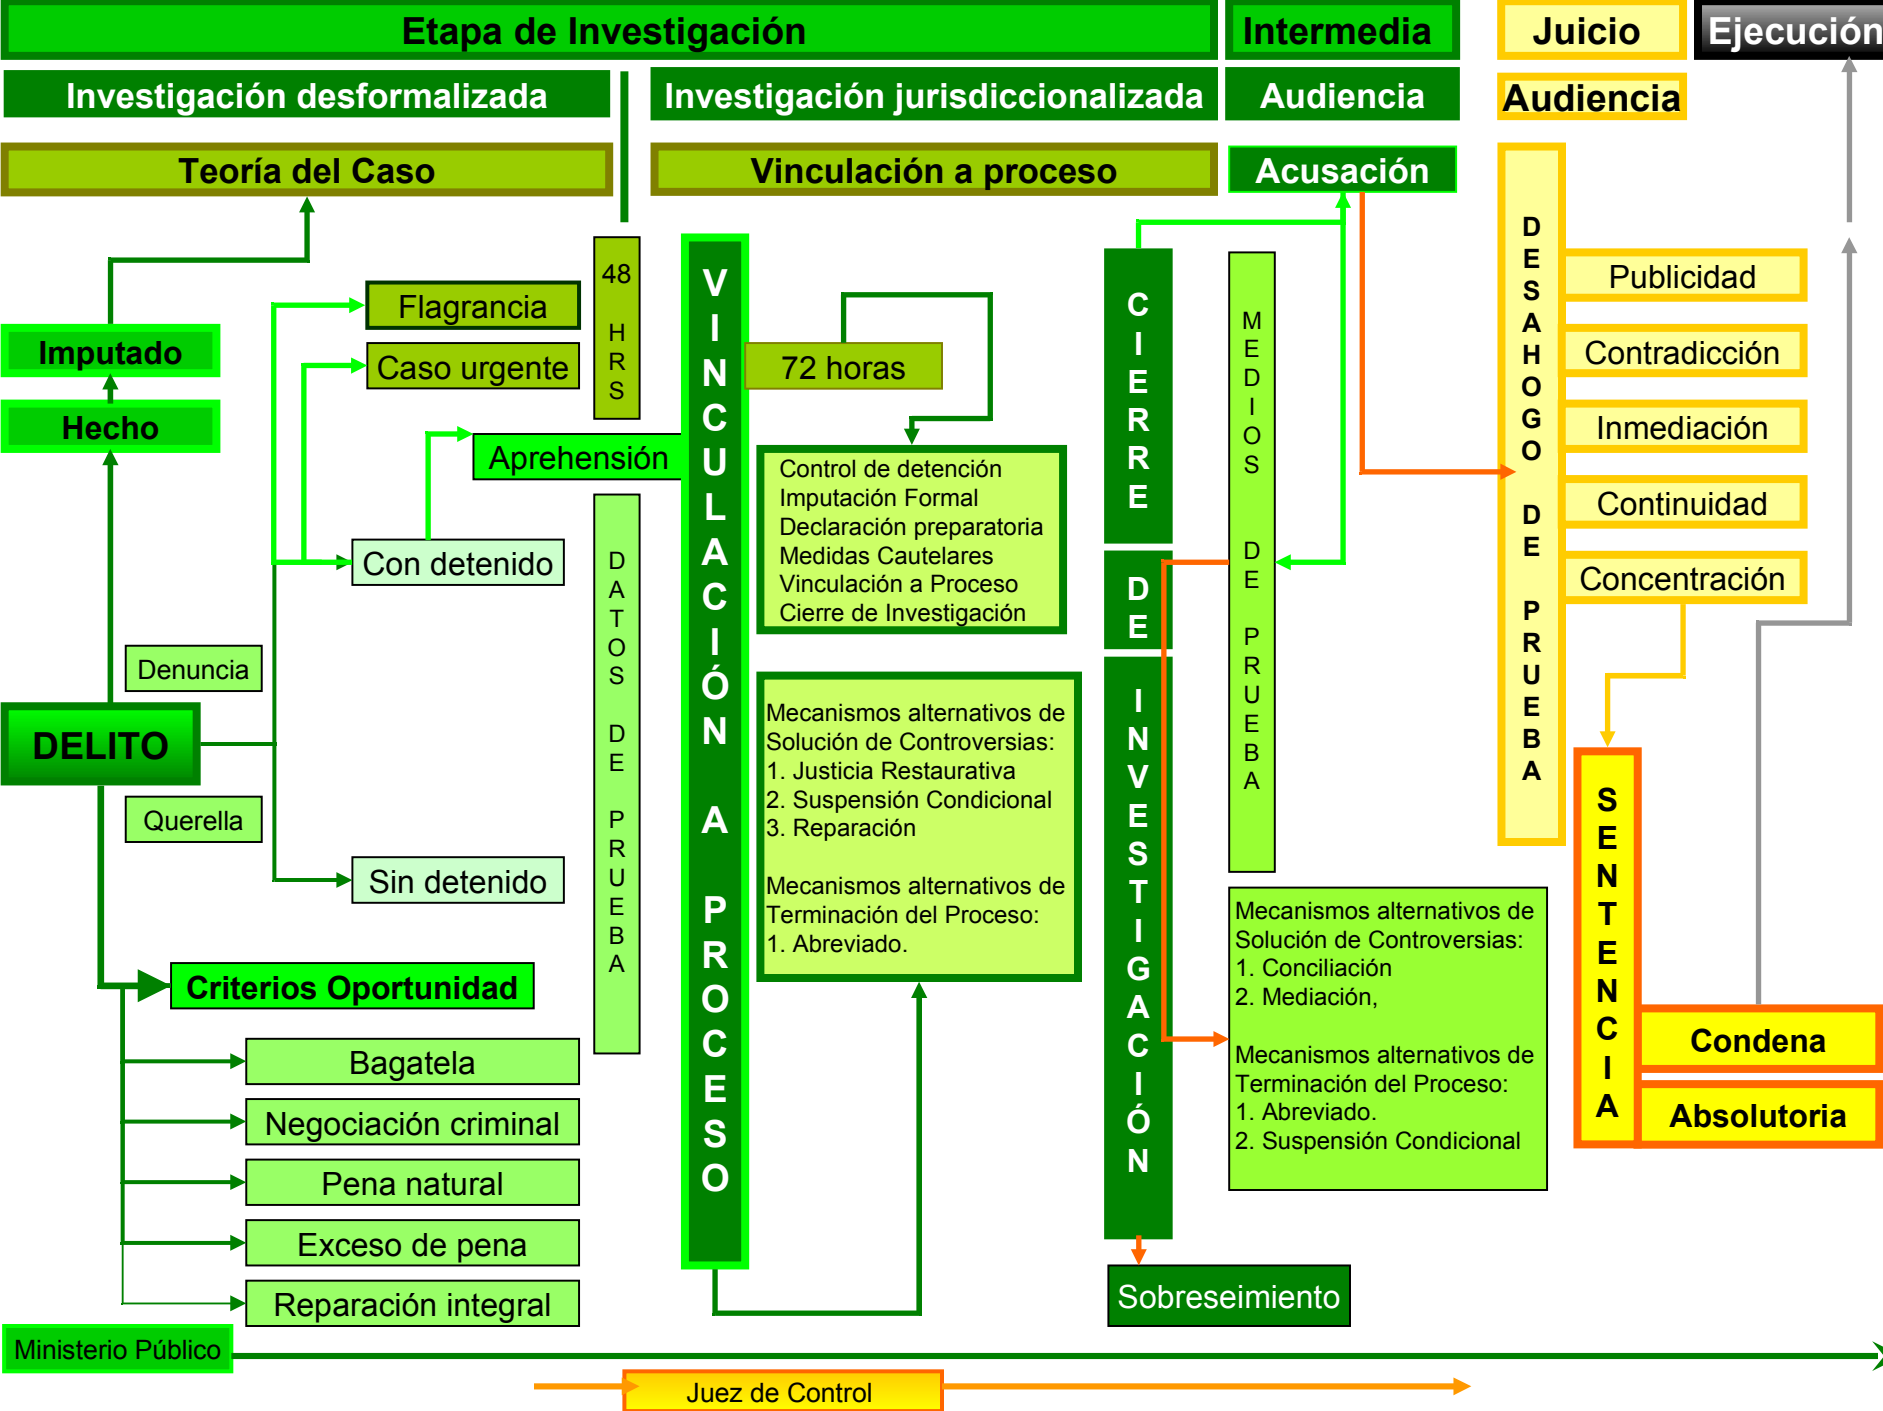 Etapa de Investigación
Intermedia
Juicio
Ejecución
Investigación desformalizada
Investigación jurisdiccionalizada
Audiencia
Audiencia
Teoría del Caso
Vinculación a proceso
Acusación
Imputado
Hecho
Denuncia
DELITO
Querella
Flagrancia
Caso urgente
Aprehensión
Con detenido
Sin detenido
Criterios Oportunidad
Bagatela
Negociación criminal
Pena natural
Exceso de pena
Reparación integral
48 HRS
DATOS DE PRUEBA
VINCULACIÓN A PROCESO
72 horas
Control de detención
Imputación Formal
Declaración preparatoria
Medidas Cautelares
Vinculación a Proceso
Cierre de Investigación
Mecanismos alternativos de
Solución de Controversias:
1. Justicia Restaurativa
2. Suspensión Condicional
3. Reparación
Mecanismos alternativos de
Terminación del Proceso:
1. Abreviado.
CIERRE DE INVESTIGACIÓN
Sobreseimiento
MEDIOS DE PRUEBA
Mecanismos alternativos de
Solución de Controversias:
1. Conciliación
2. Mediación,
Mecanismos alternativos de
Terminación del Proceso:
1. Abreviado.
2. Suspensión Condicional
DESAHOGO DE PRUEBA
Publicidad
Contradicción
Inmediación
Continuidad
Concentración
SENTENCIA
Condena
Absolutoria
Ministerio Público
Juez de Control